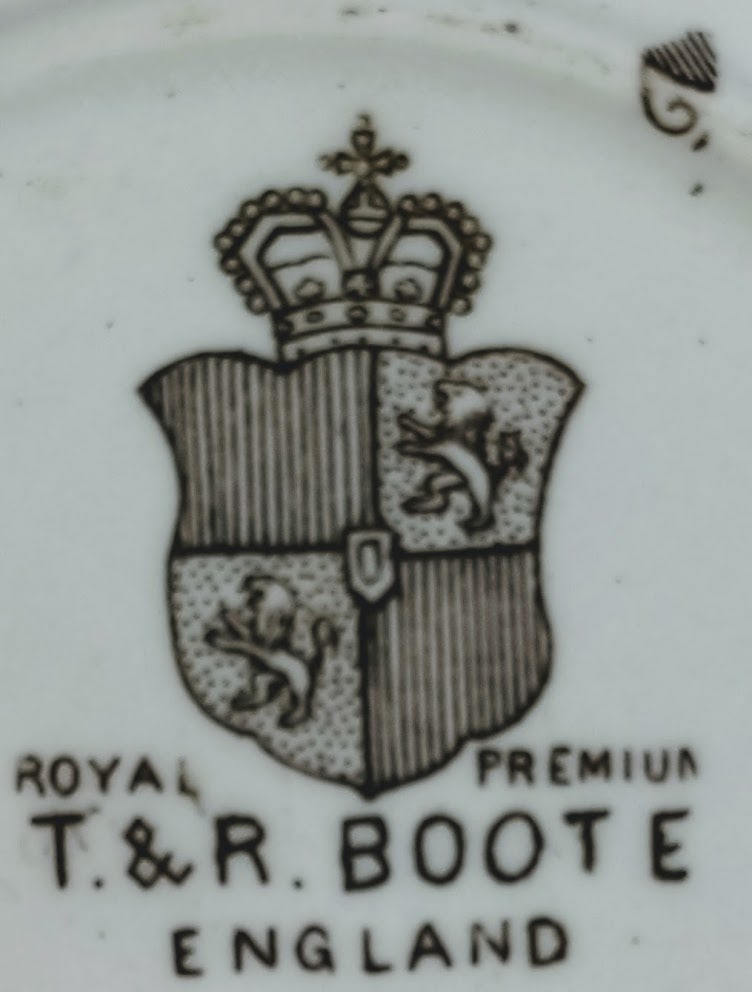 ROYAL PREMIUM
T. & R. BOOTE
ENGLAND